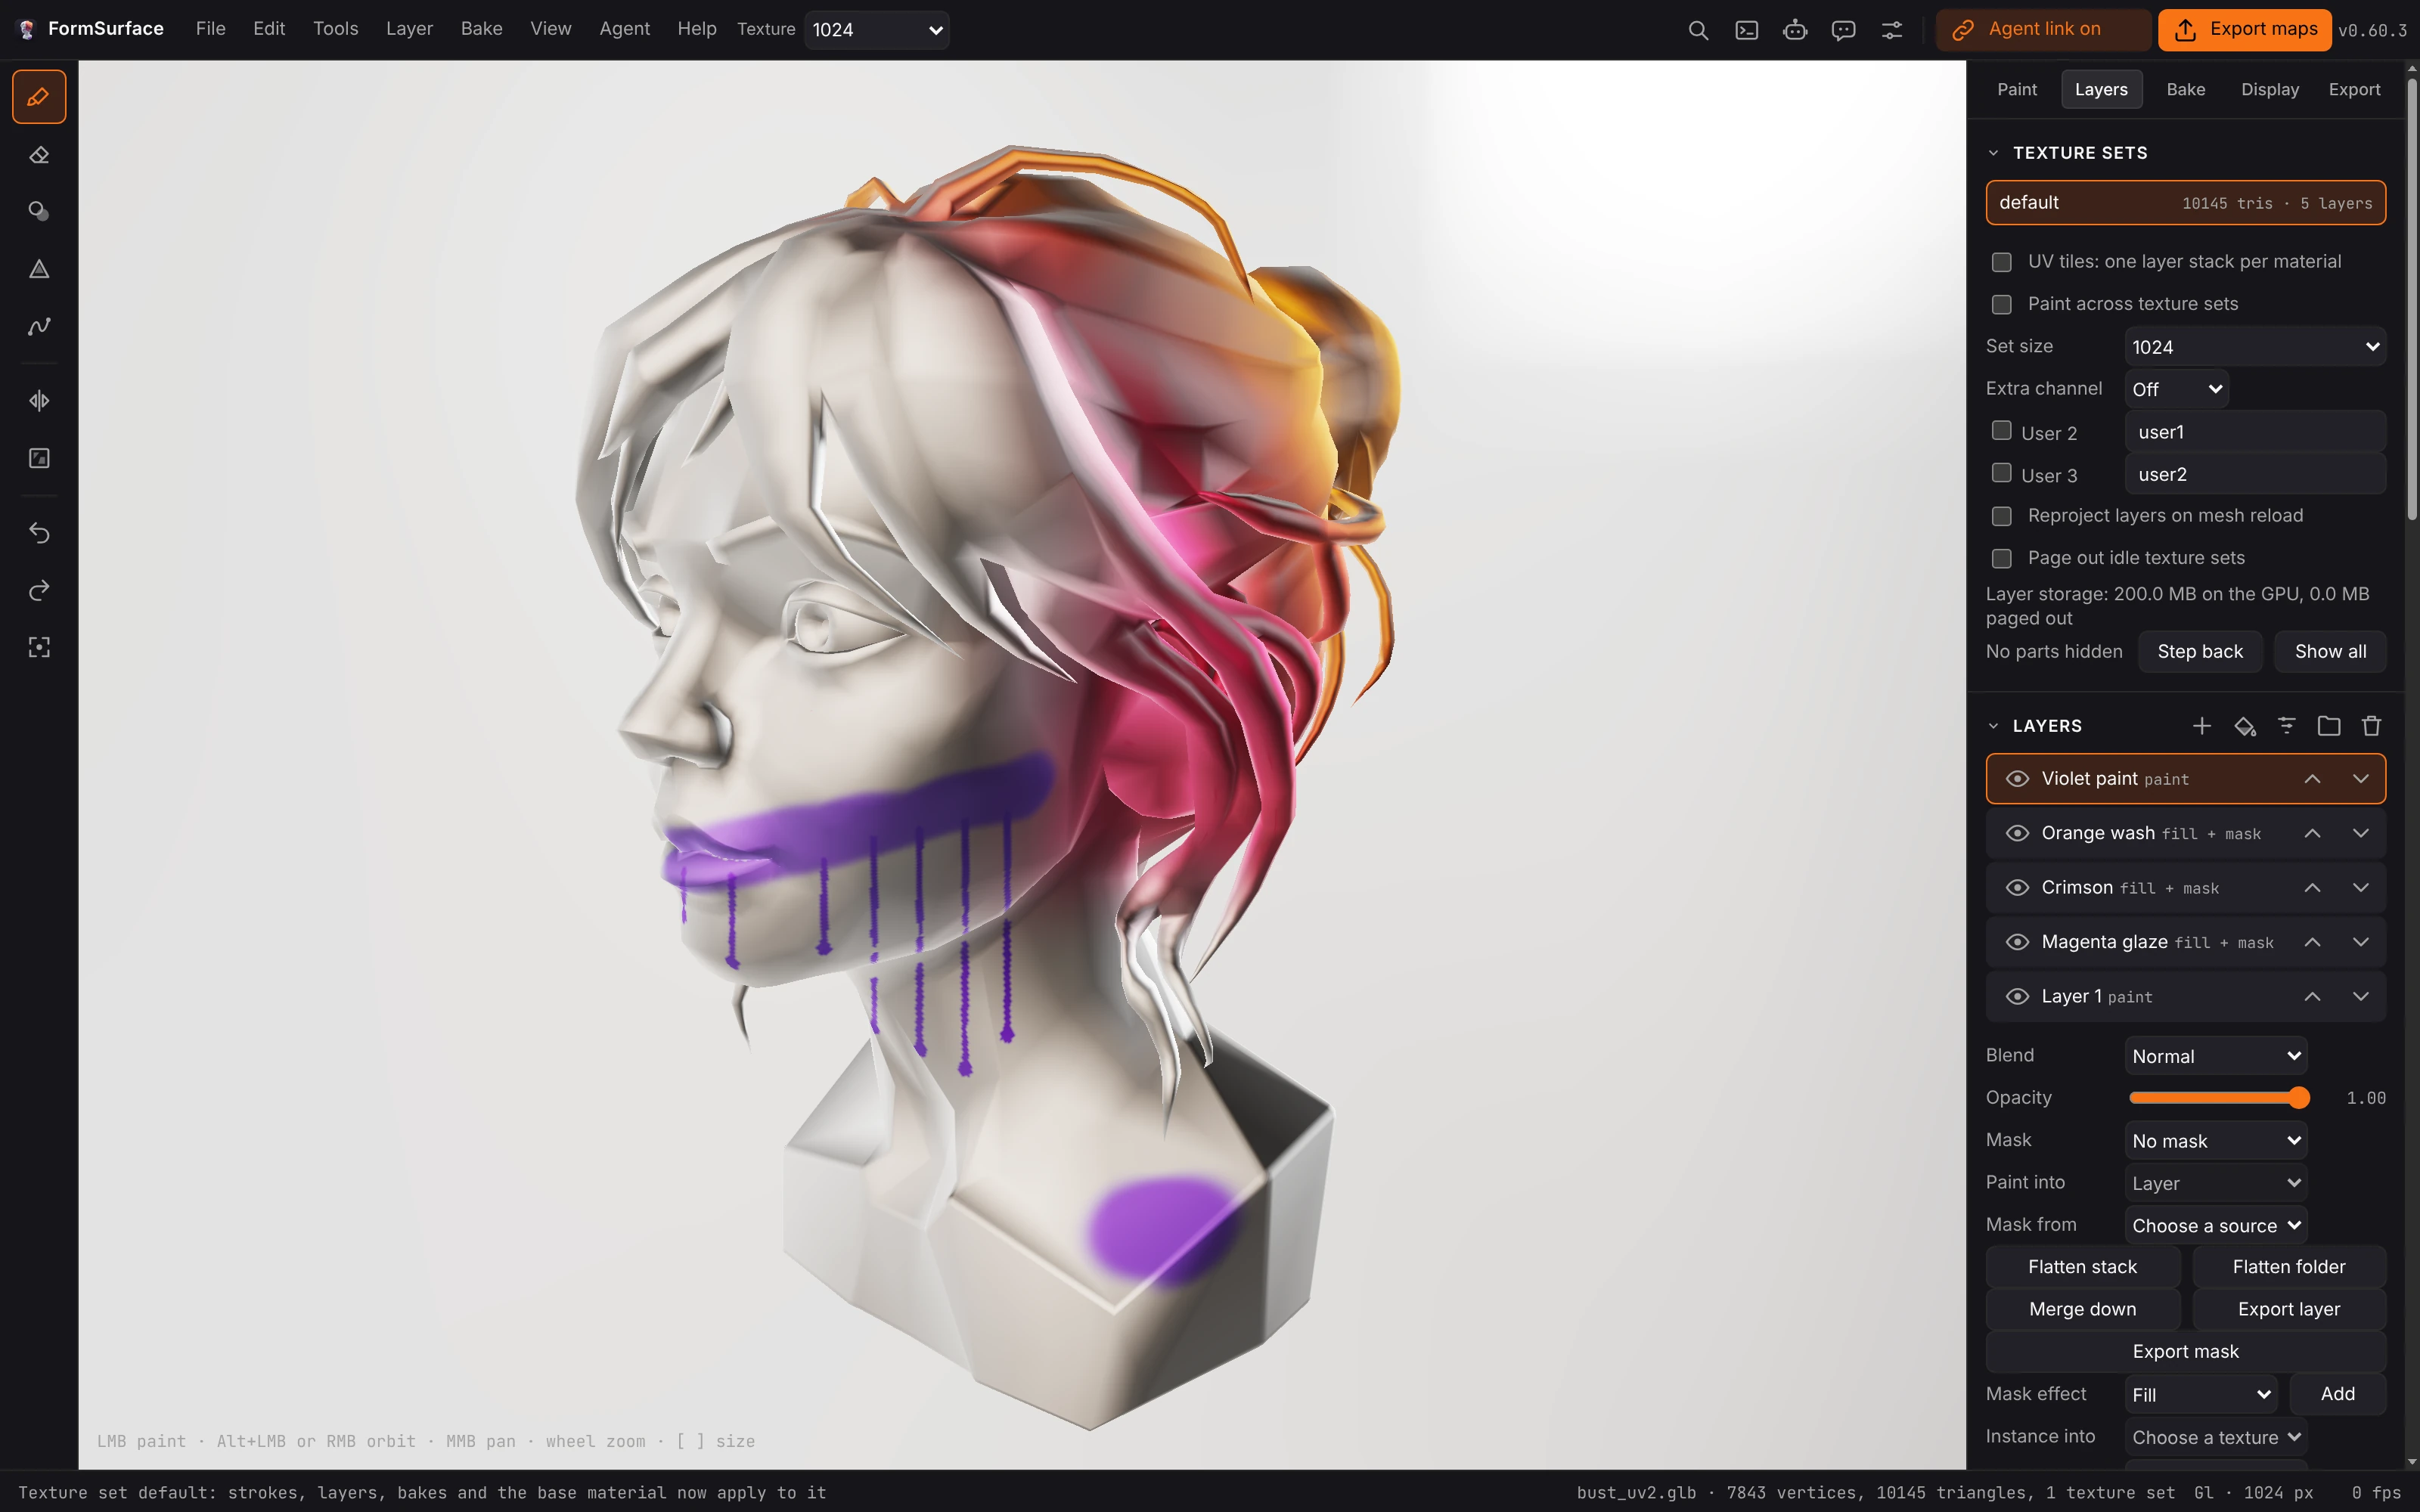 FormSurface File Edit Tools Layer Bake View Agent Help Texture 1024 Agent link on Export maps v0.60.3
Paint Layers Bake Display Export
TEXTURE SETS
default 10145 tris · 5 layers
UV tiles: one layer stack per material
Paint across texture sets
Set size 1024
Extra channel Off
User 2 user1
User 3 user2
Reproject layers on mesh reload
Page out idle texture sets
Layer storage: 200.0 MB on the GPU, 0.0 MB
paged out
No parts hidden Step back Show all
LAYERS
Violet paint paint
Orange wash fill + mask
Crimson fill + mask
Magenta glaze fill + mask
Layer 1 paint
Blend Normal
Opacity 1.00
Mask No mask
Paint into Layer
Mask from Choose a source
Flatten stack Flatten folder
Merge down Export layer
Export mask
Mask effect Fill Add
Instance into Choose a texture
LMB paint · Alt+LMB or RMB orbit · MMB pan · wheel zoom · [ ] size
Texture set default: strokes, layers, bakes and the base material now apply to it
bust_uv2.glb · 7843 vertices, 10145 triangles, 1 texture set Gl · 1024 px 0 fps